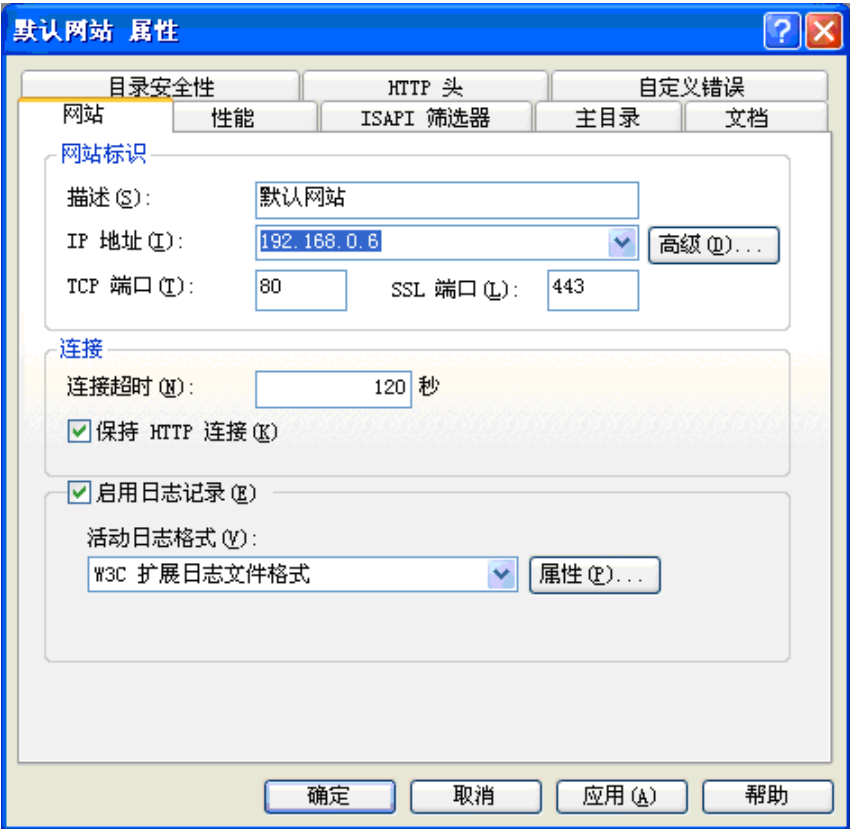 默认网站 属性
目录安全性 HTTP 头 自定义错误
网站 性能 ISAPI 筛选器 主目录 文档
网站标识
描述(S): 默认网站
IP 地址(I): 192.168.0.6 高级(D)...
TCP 端口(T): 80 SSL 端口(L): 443
连接
连接超时(N): 120 秒
保持 HTTP 连接(K)
启用日志记录(E)
活动日志格式(V):
W3C 扩展日志文件格式 属性(P)...
确定 取消 应用(A) 帮助